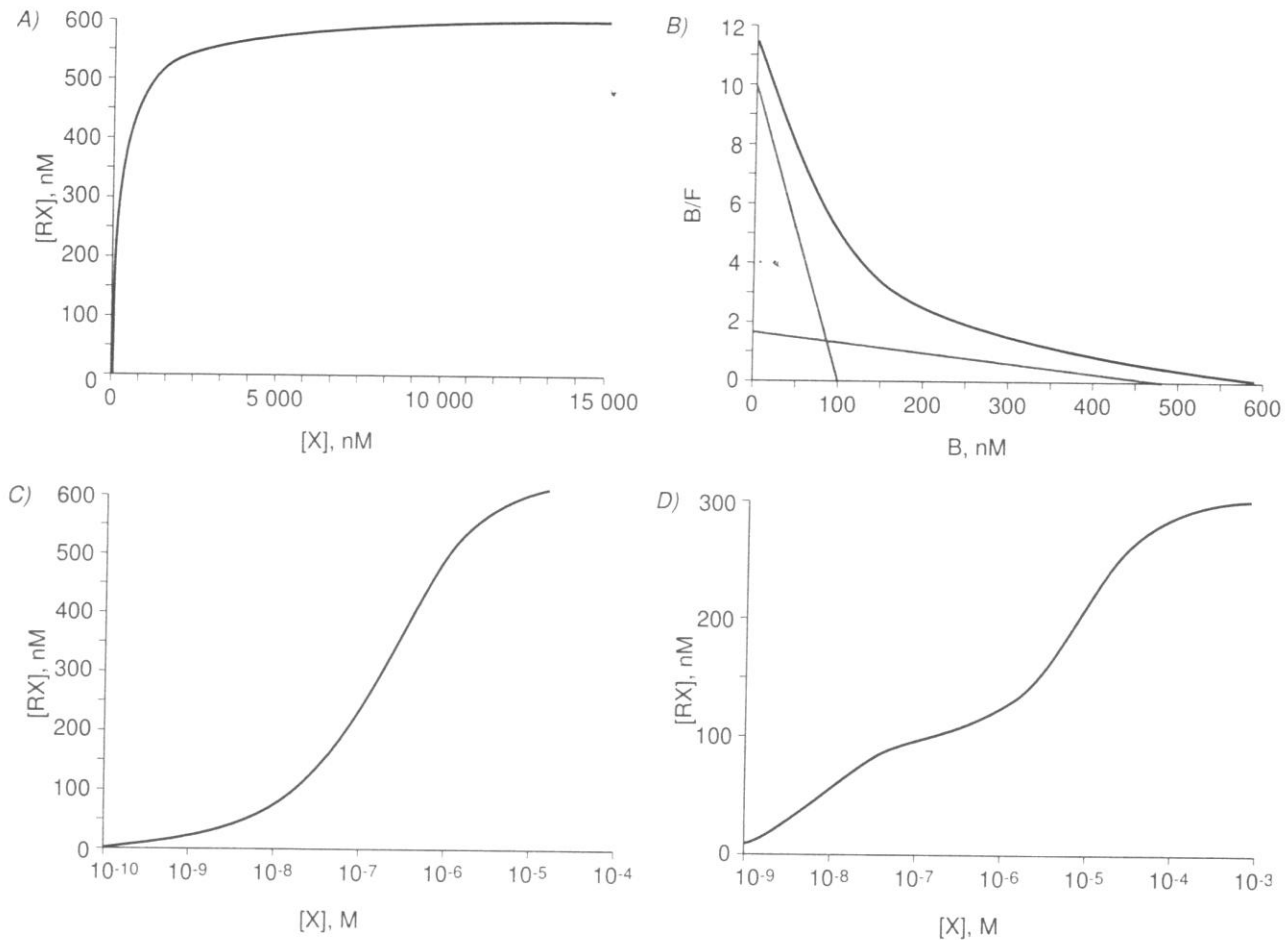 A)
600
500
400
300
200
100
0
[RX], nM
0 5 000 10 000 15 000
[X], nM
B)
12
10
8
6
4
2
0
B/F
0 100 200 300 400 500 600
B, nM
C)
600
500
400
300
200
100
0
[RX], nM
10-10 10-9 10-8 10-7 10-6 10-5 10-4
[X], M
D)
300
200
100
0
[RX], nM
10-9 10-8 10-7 10-6 10-5 10-4 10-3
[X], M